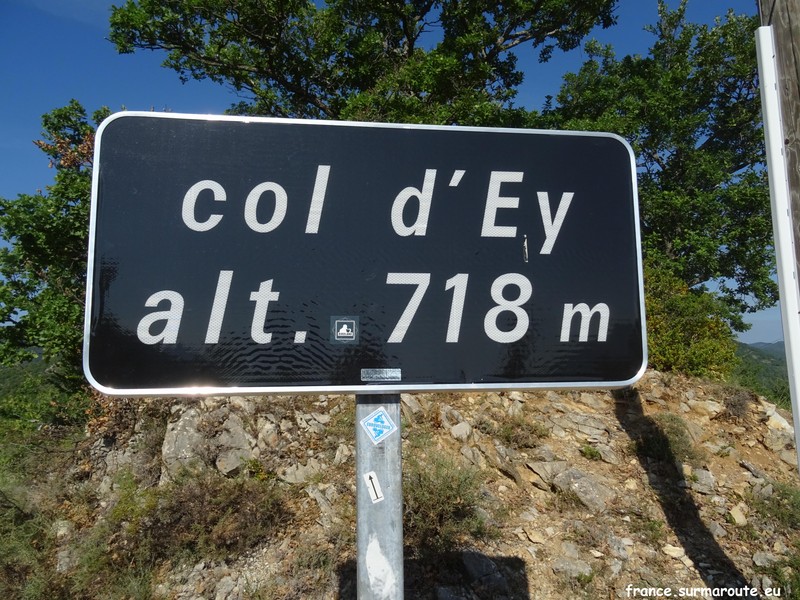 col d'Ey
alt. 718 m
france.surmaroute.eu